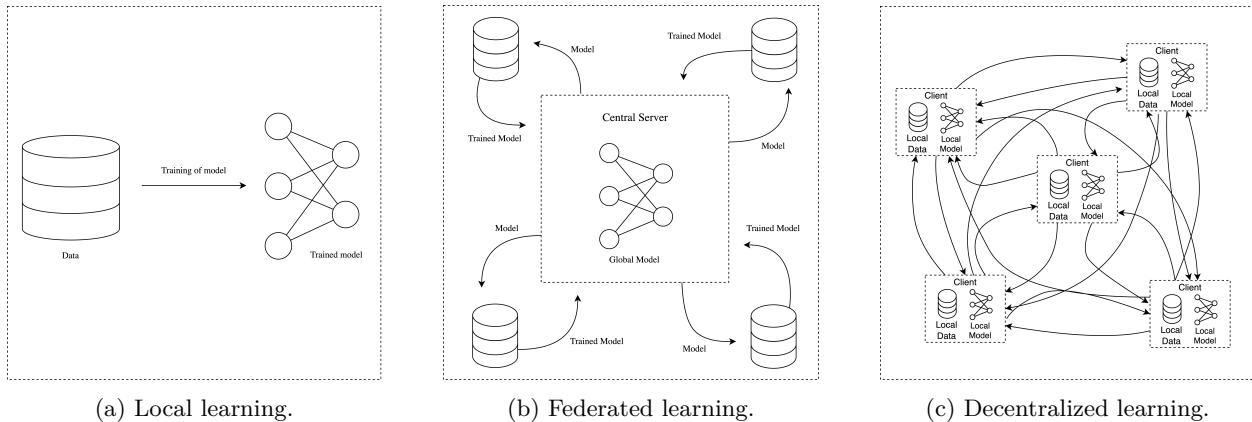 Data
Training of model
Trained model
(a) Local learning.
Model
Trained Model
Trained Model
Model
Central Server
Global Model
Model
Trained Model
Trained Model
Model
(b) Federated learning.
Client
Local
Data
Local
Model
Client
Local
Data
Local
Model
Client
Local
Data
Local
Model
Client
Local
Data
Local
Model
Client
Local
Data
Local
Model
(c) Decentralized learning.